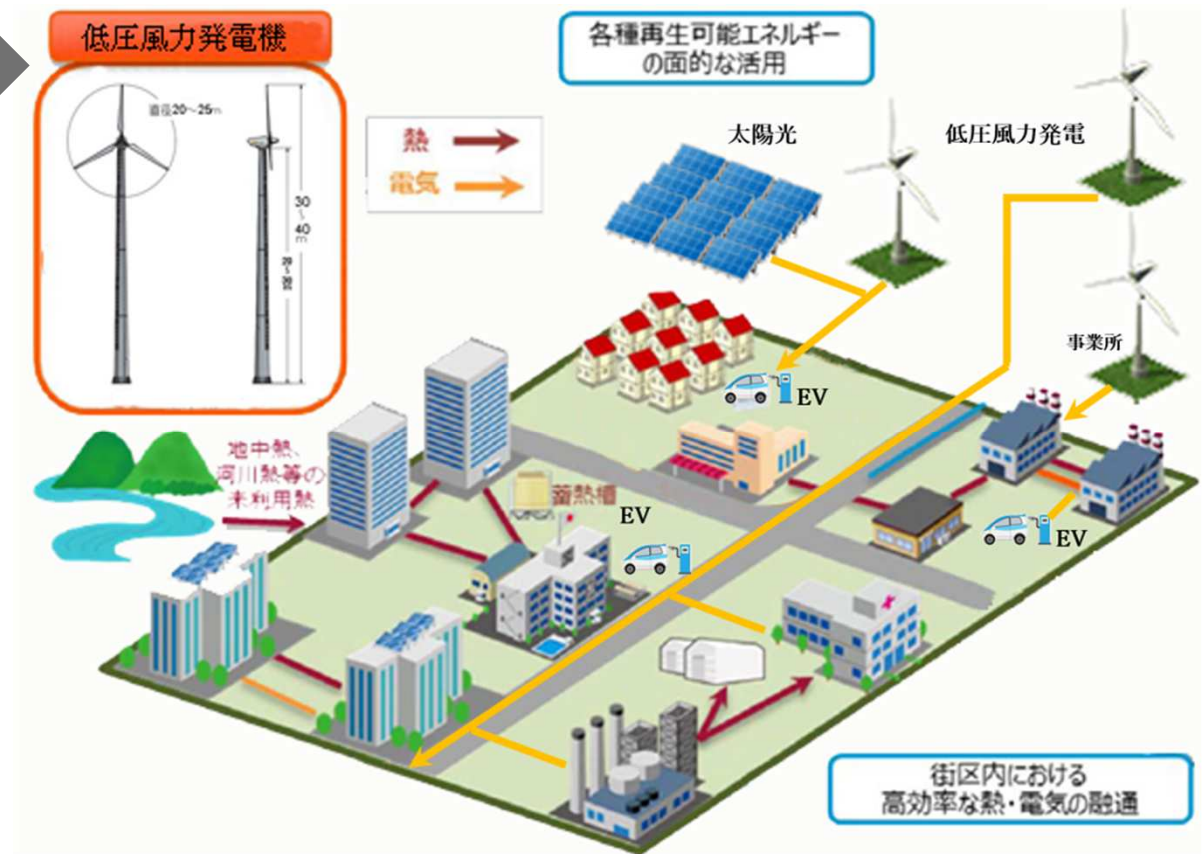 低圧風力発電機
直径20～25m
30～40m
各種再生可能エネルギー
の面的な活用
熱
電気
太陽光
低圧風力発電
事業所
EV
地中熱、
河川熱等の
未利用熱
蓄熱槽
EV
EV
街区内における
高効率な熱・電気の融通